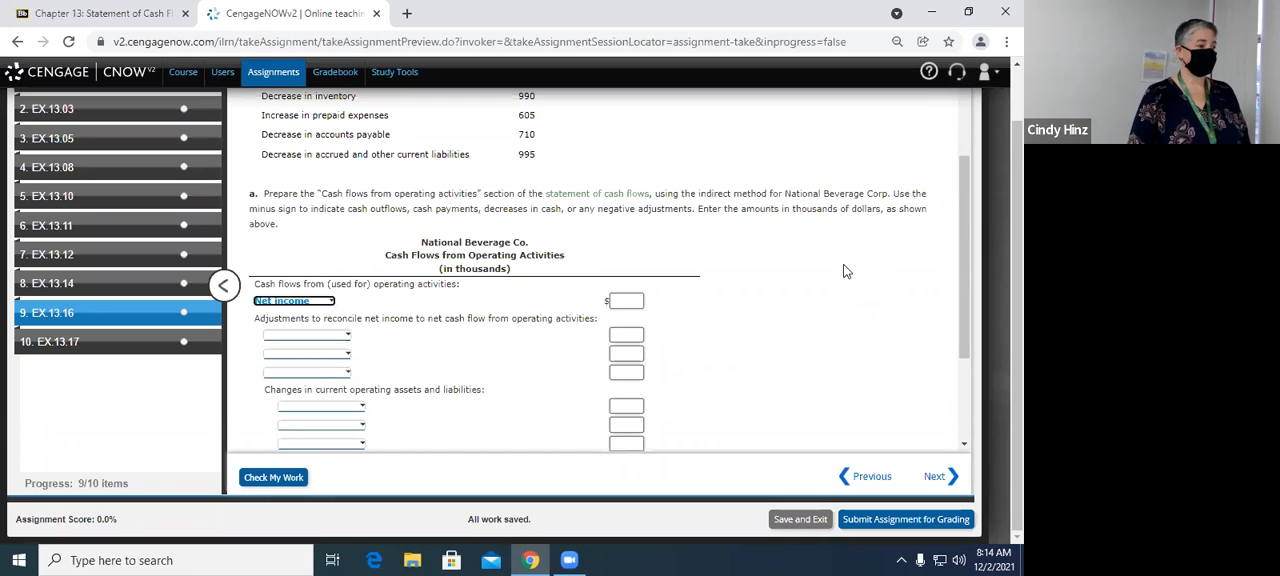 Bb Chapter 13: Statement of Cash F
CengageNOWv2 | Online teachin
v2.cengagenow.com/ilrn/takeAssignment/takeAssignmentPreview.do?invoker=&takeAssignmentSessionLocator=assignment-take&inprogress=false
CENGAGE | CNOWv2 Course Users Assignments Gradebook Study Tools
2. EX.13.03
3. EX.13.05
4. EX.13.08
5. EX.13.10
6. EX.13.11
7. EX.13.12
8. EX.13.14
9. EX.13.16
10. EX.13.17
Progress: 9/10 items
Decrease in inventory 990
Increase in prepaid expenses 605
Decrease in accounts payable 710
Decrease in accrued and other current liabilities 995
a. Prepare the “Cash flows from operating activities” section of the statement of cash flows, using the indirect method for National Beverage Corp. Use the
minus sign to indicate cash outflows, cash payments, decreases in cash, or any negative adjustments. Enter the amounts in thousands of dollars, as shown
above.
National Beverage Co.
Cash Flows from Operating Activities
(in thousands)
Cash flows from (used for) operating activities:
Net income $
Adjustments to reconcile net income to net cash flow from operating activities:
Changes in current operating assets and liabilities:
Check My Work
Previous Next
Assignment Score: 0.0% All work saved. Save and Exit Submit Assignment for Grading
Type here to search
8:14 AM
12/2/2021
Cindy Hinz